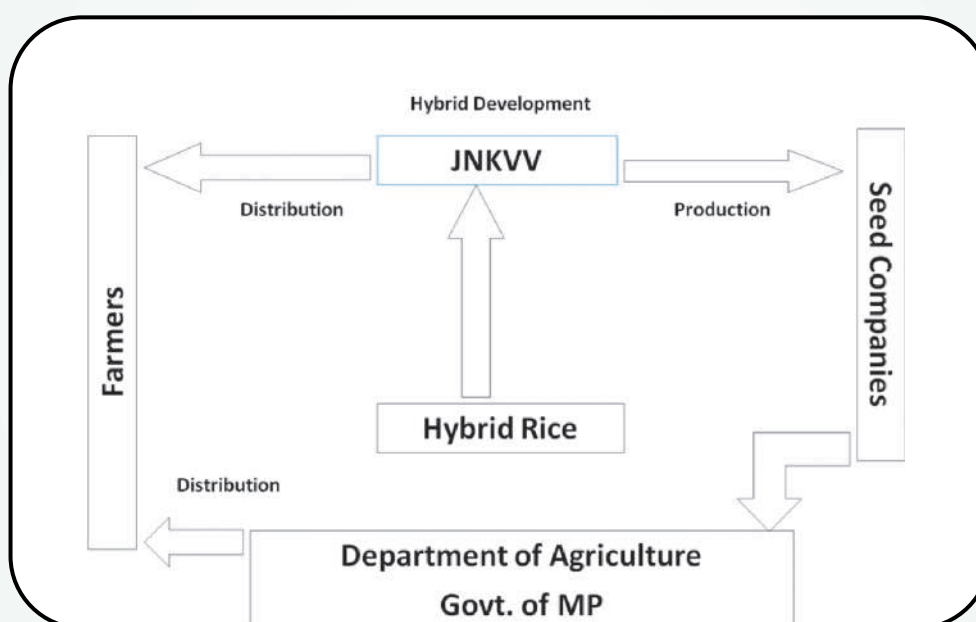 Hybrid Development
JNKVV
Distribution
Production
Farmers
Seed Companies
Hybrid Rice
Distribution
Department of Agriculture
Govt. of MP